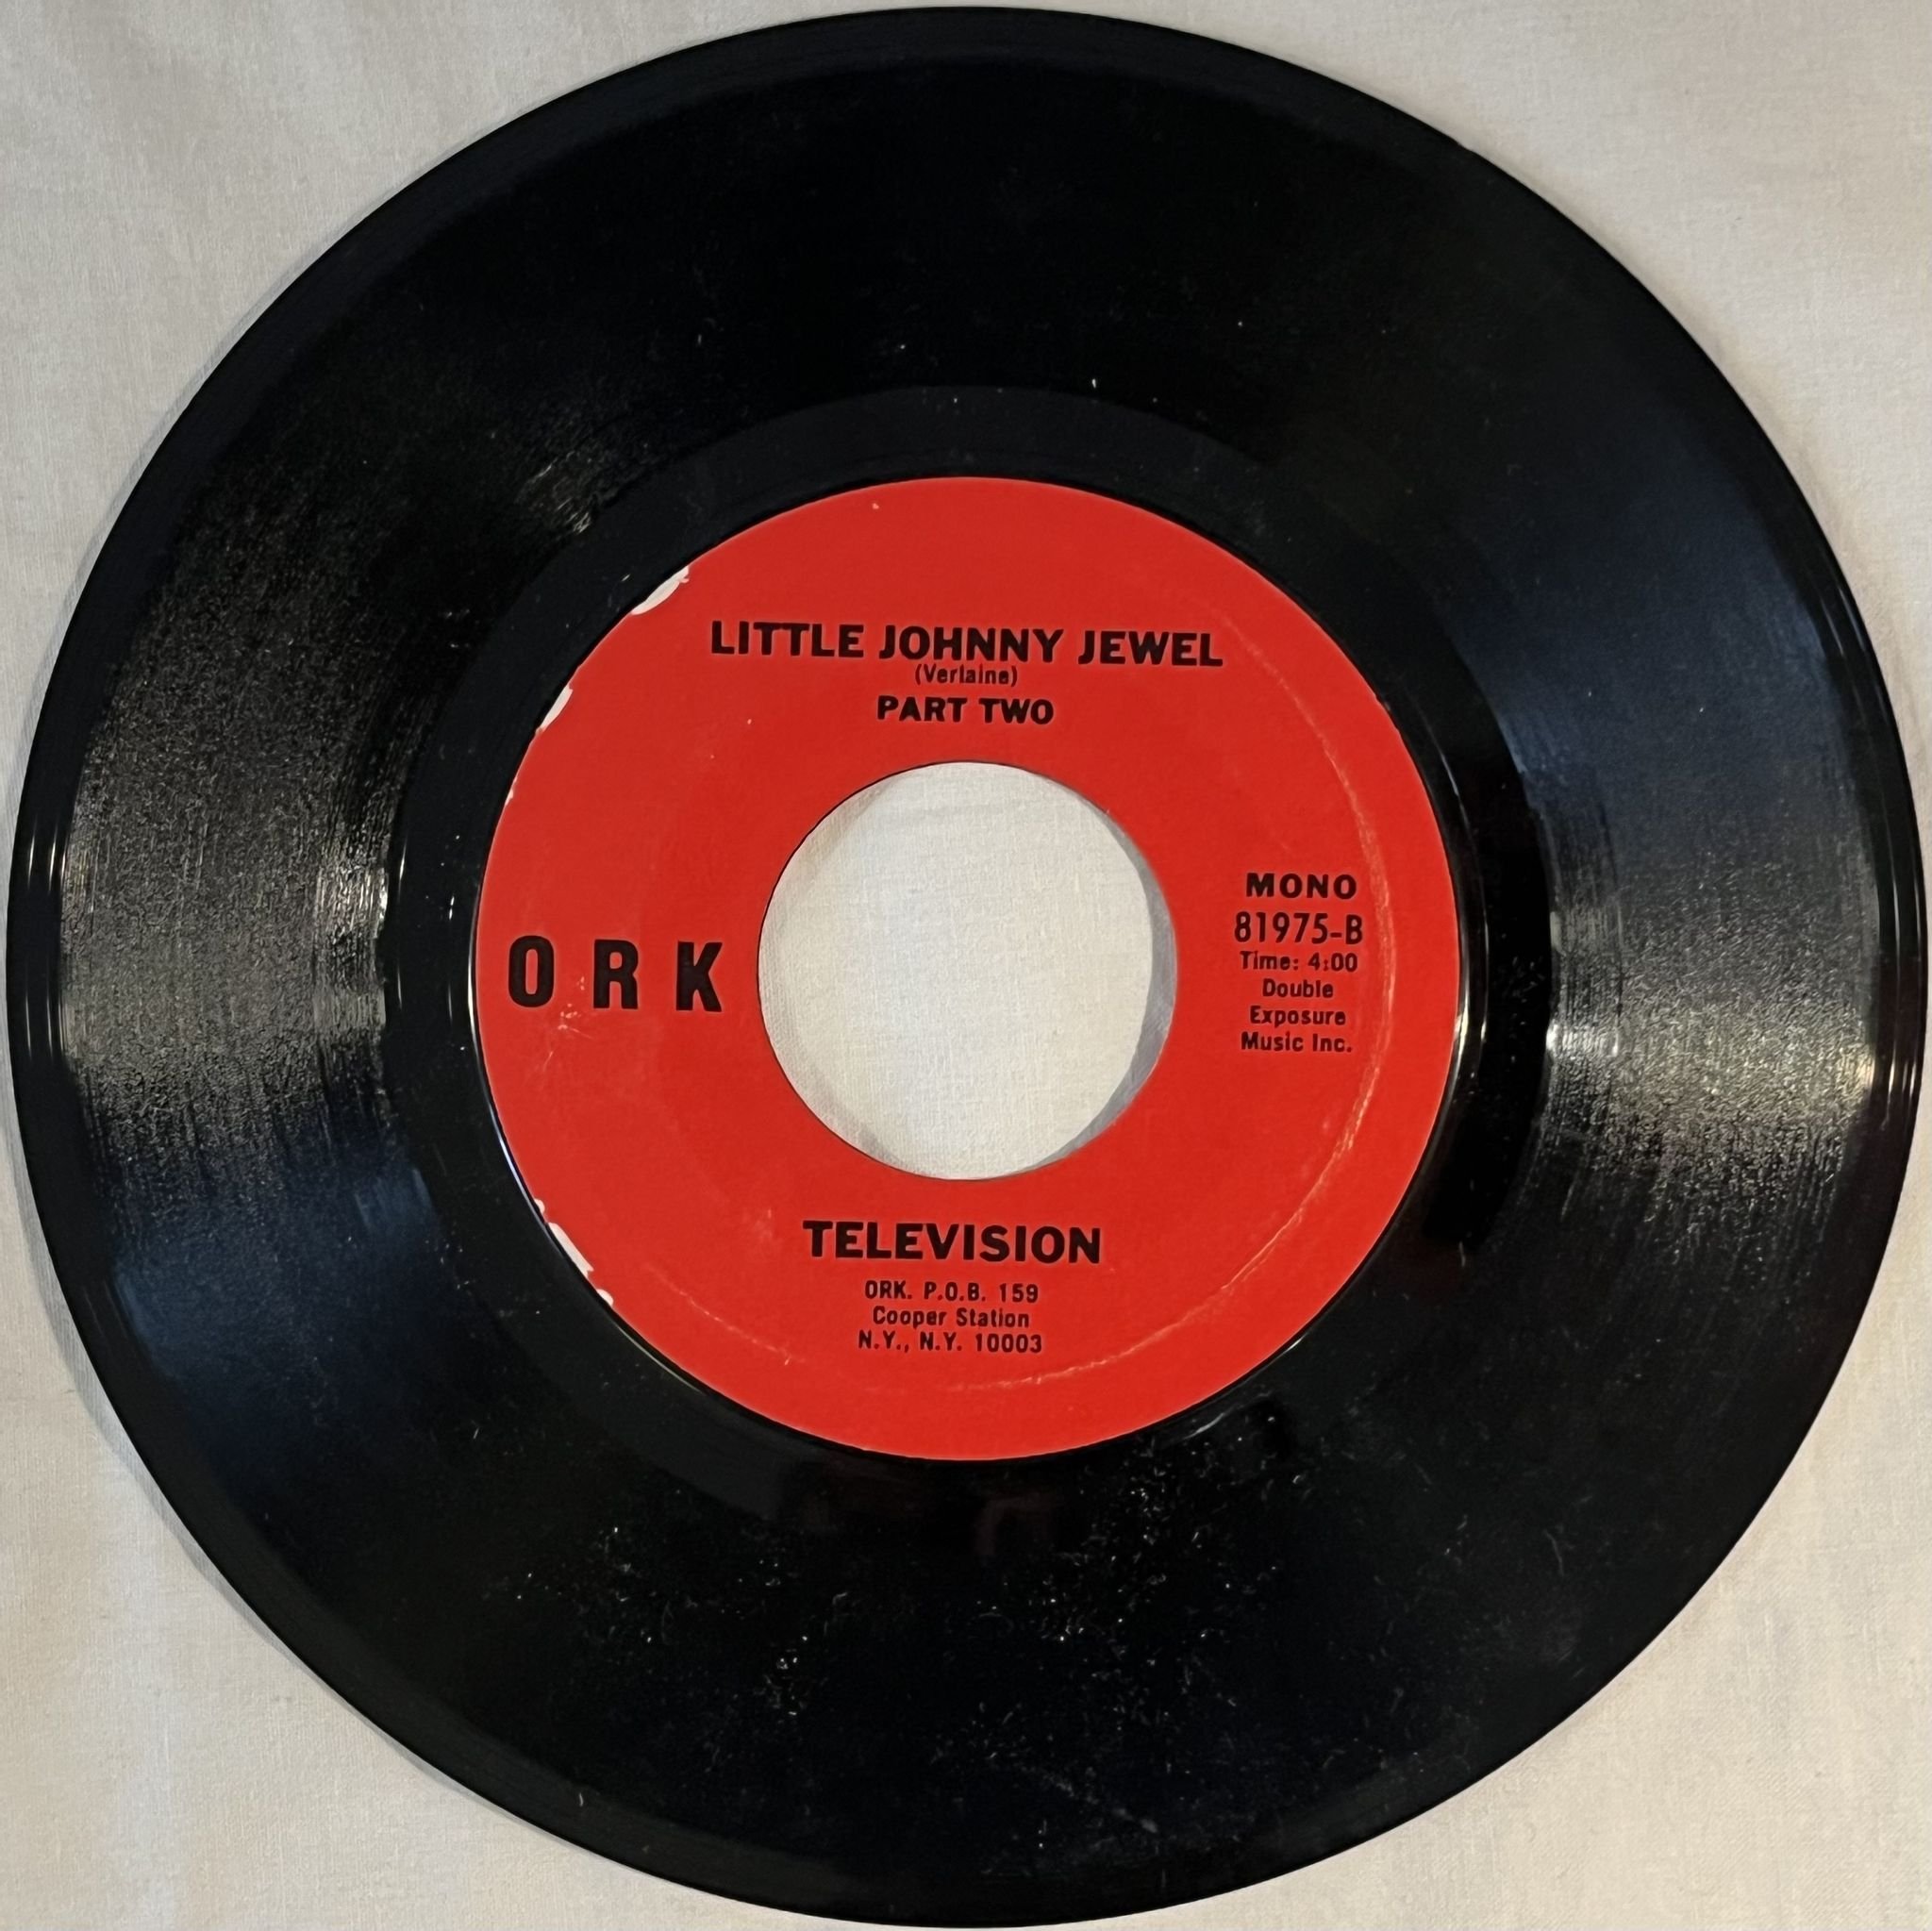 LITTLE JOHNNY JEWEL
(Verlaine)
PART TWO
ORK
MONO
81975-B
Time: 4:00
Double
Exposure
Music Inc.
TELEVISION
ORK. P.O.B. 159
Cooper Station
N.Y., N.Y. 10003